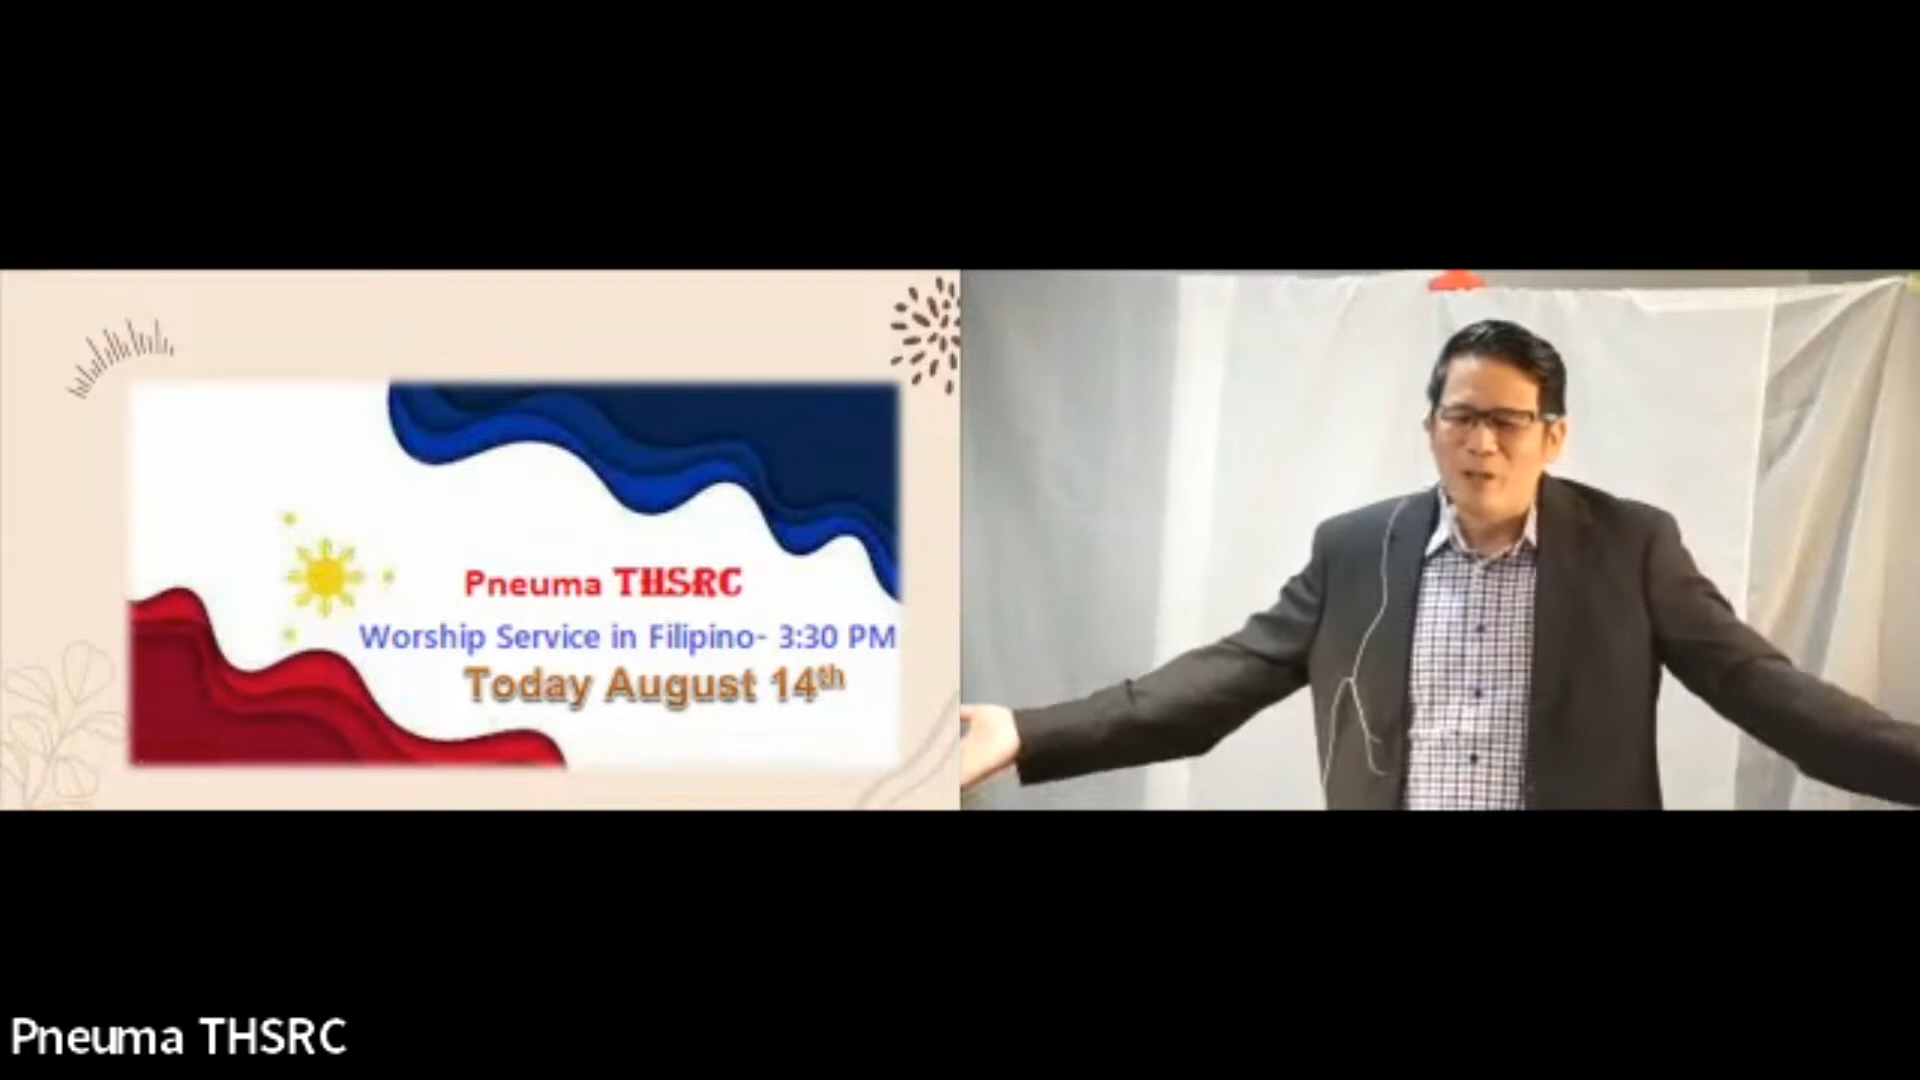 Pneuma THSRC
Worship Service in Filipino- 3:30 PM
Today August 14th
Pneuma THSRC